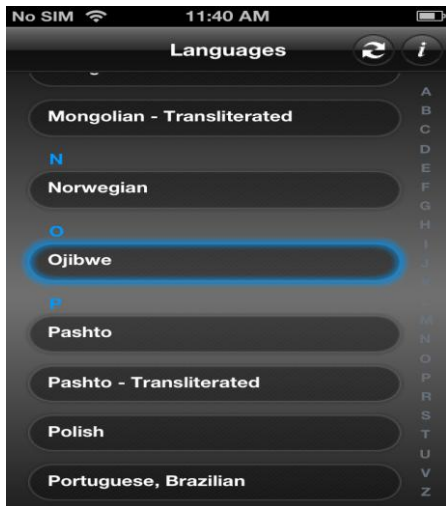 No SIM 11:40 AM
Languages
Mongolian - Transliterated
N
Norwegian
O
Ojibwe
P
Pashto
Pashto - Transliterated
Polish
Portuguese, Brazilian
A
B
C
D
E
F
G
H
I
J
M
N
O
P
R
S
T
U
V
Z